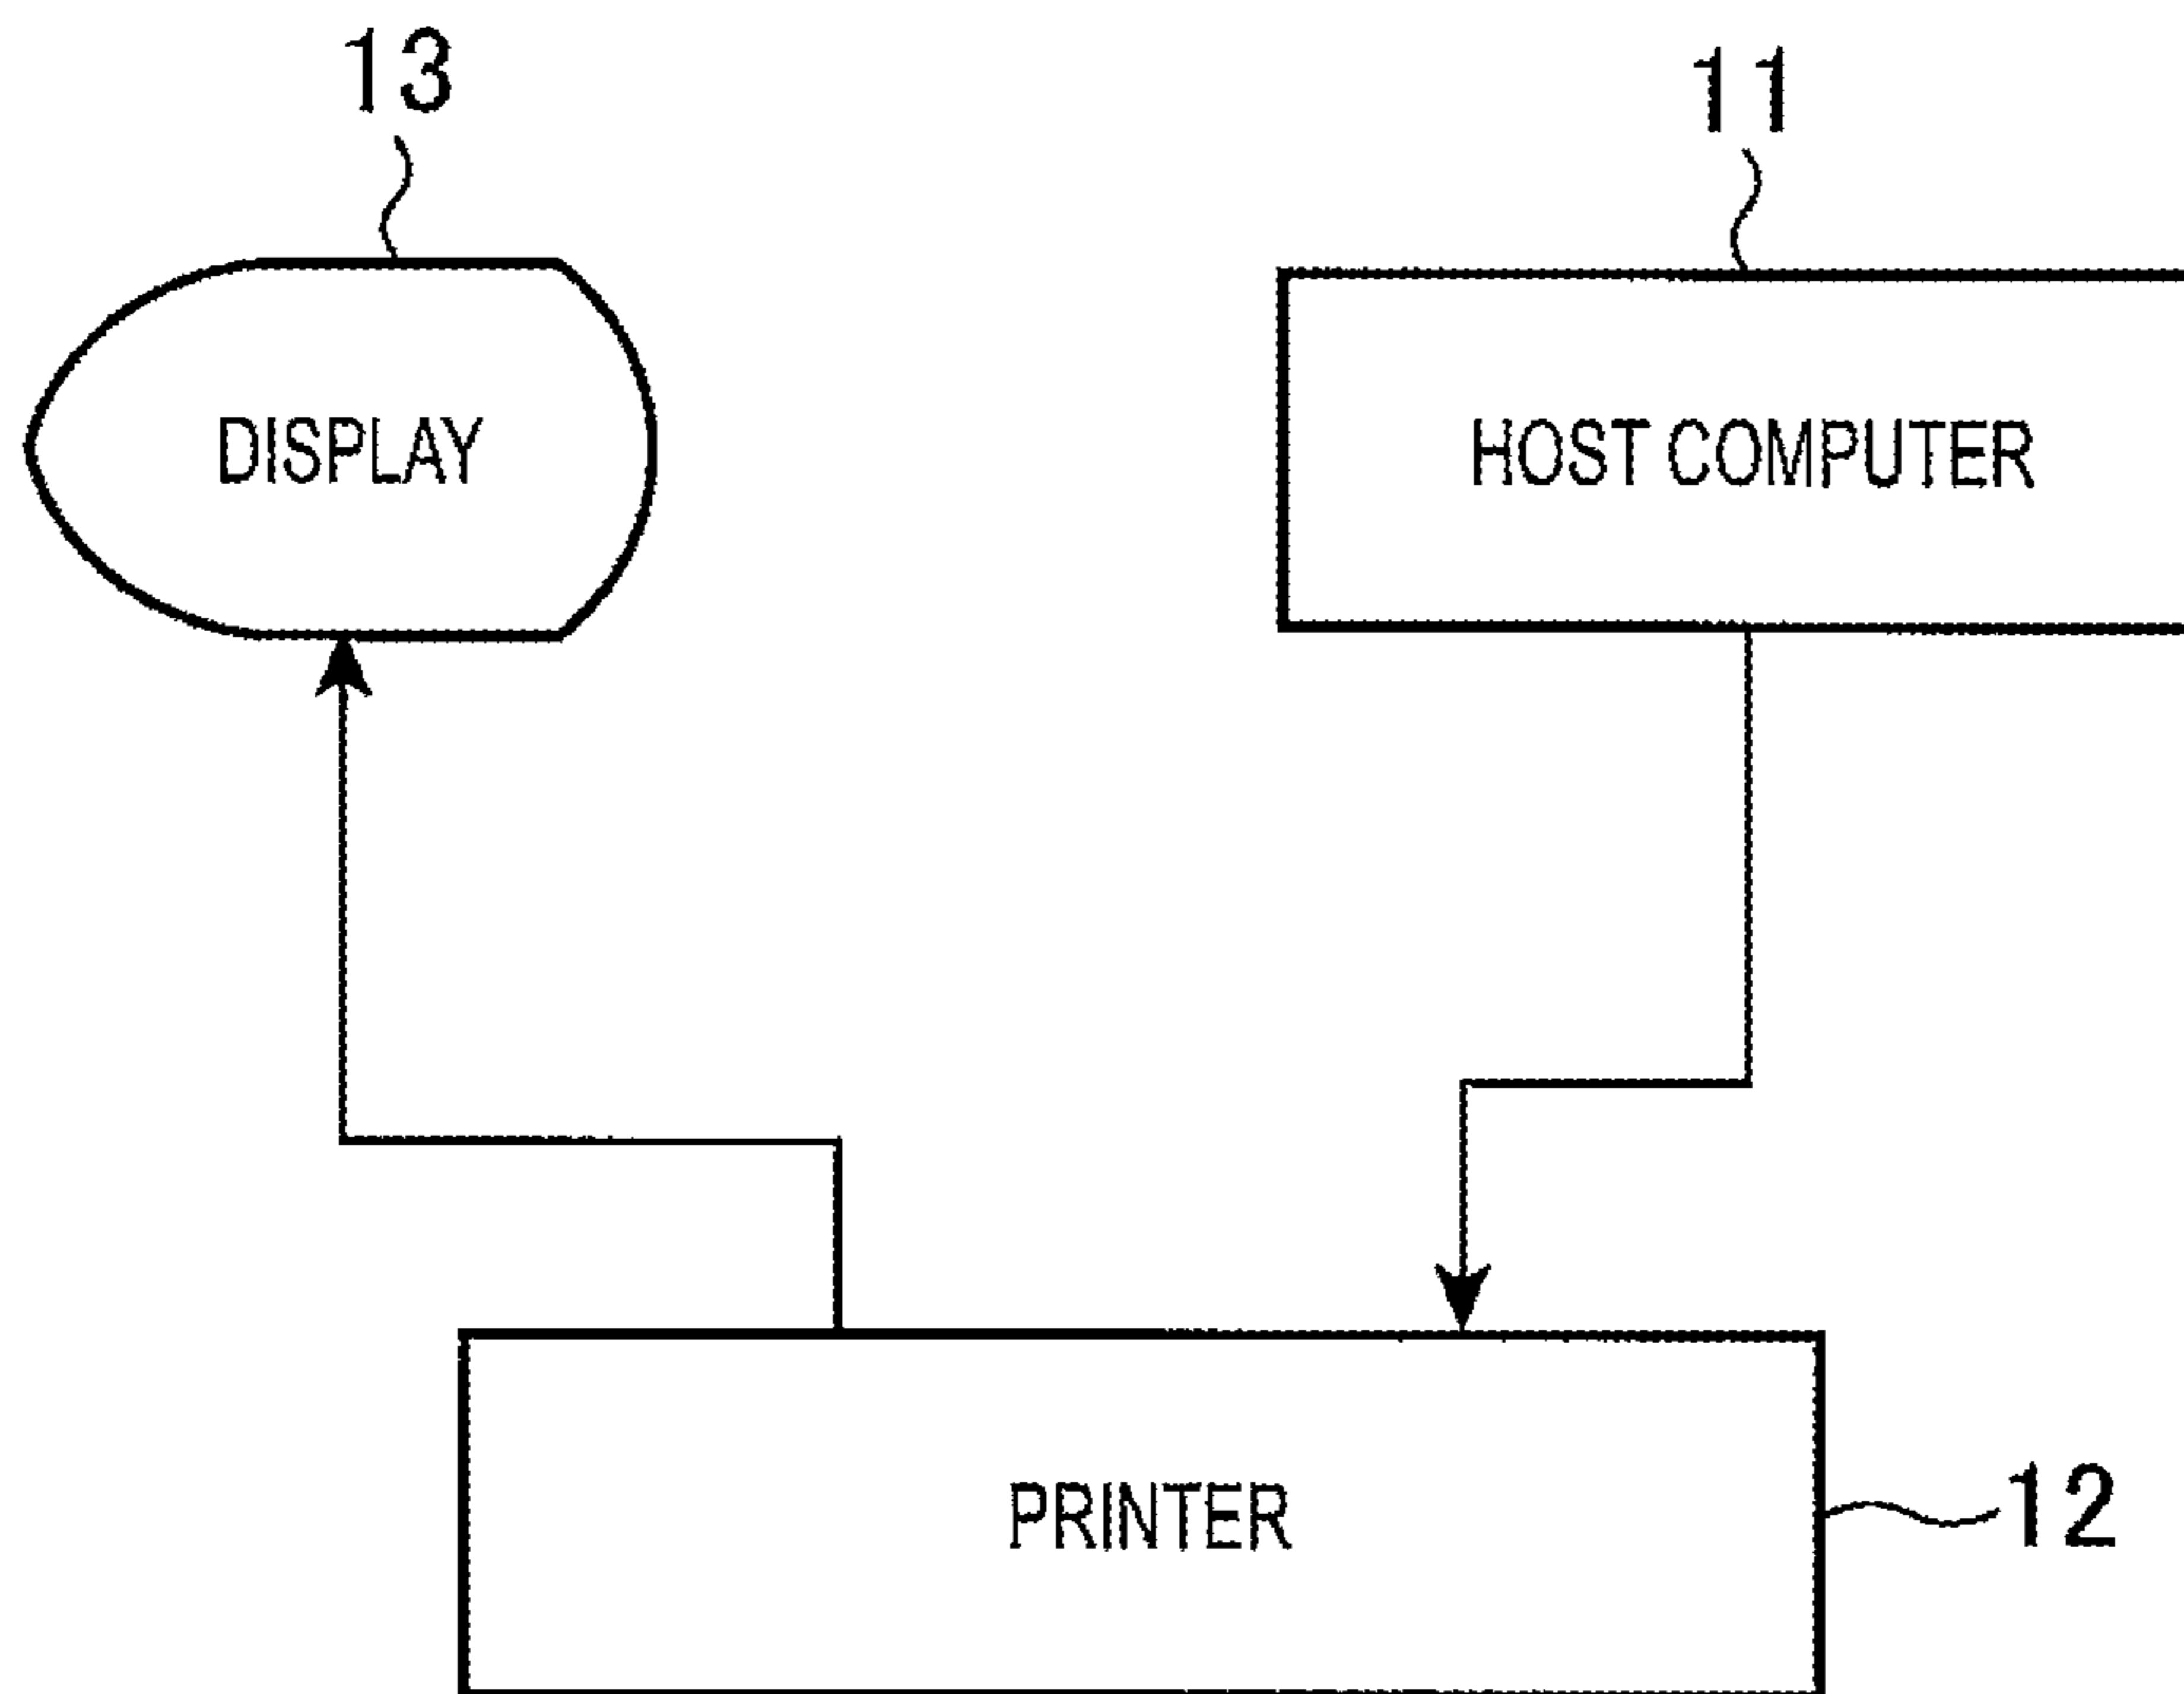 13
11
DISPLAY
HOST COMPUTER
PRINTER
12